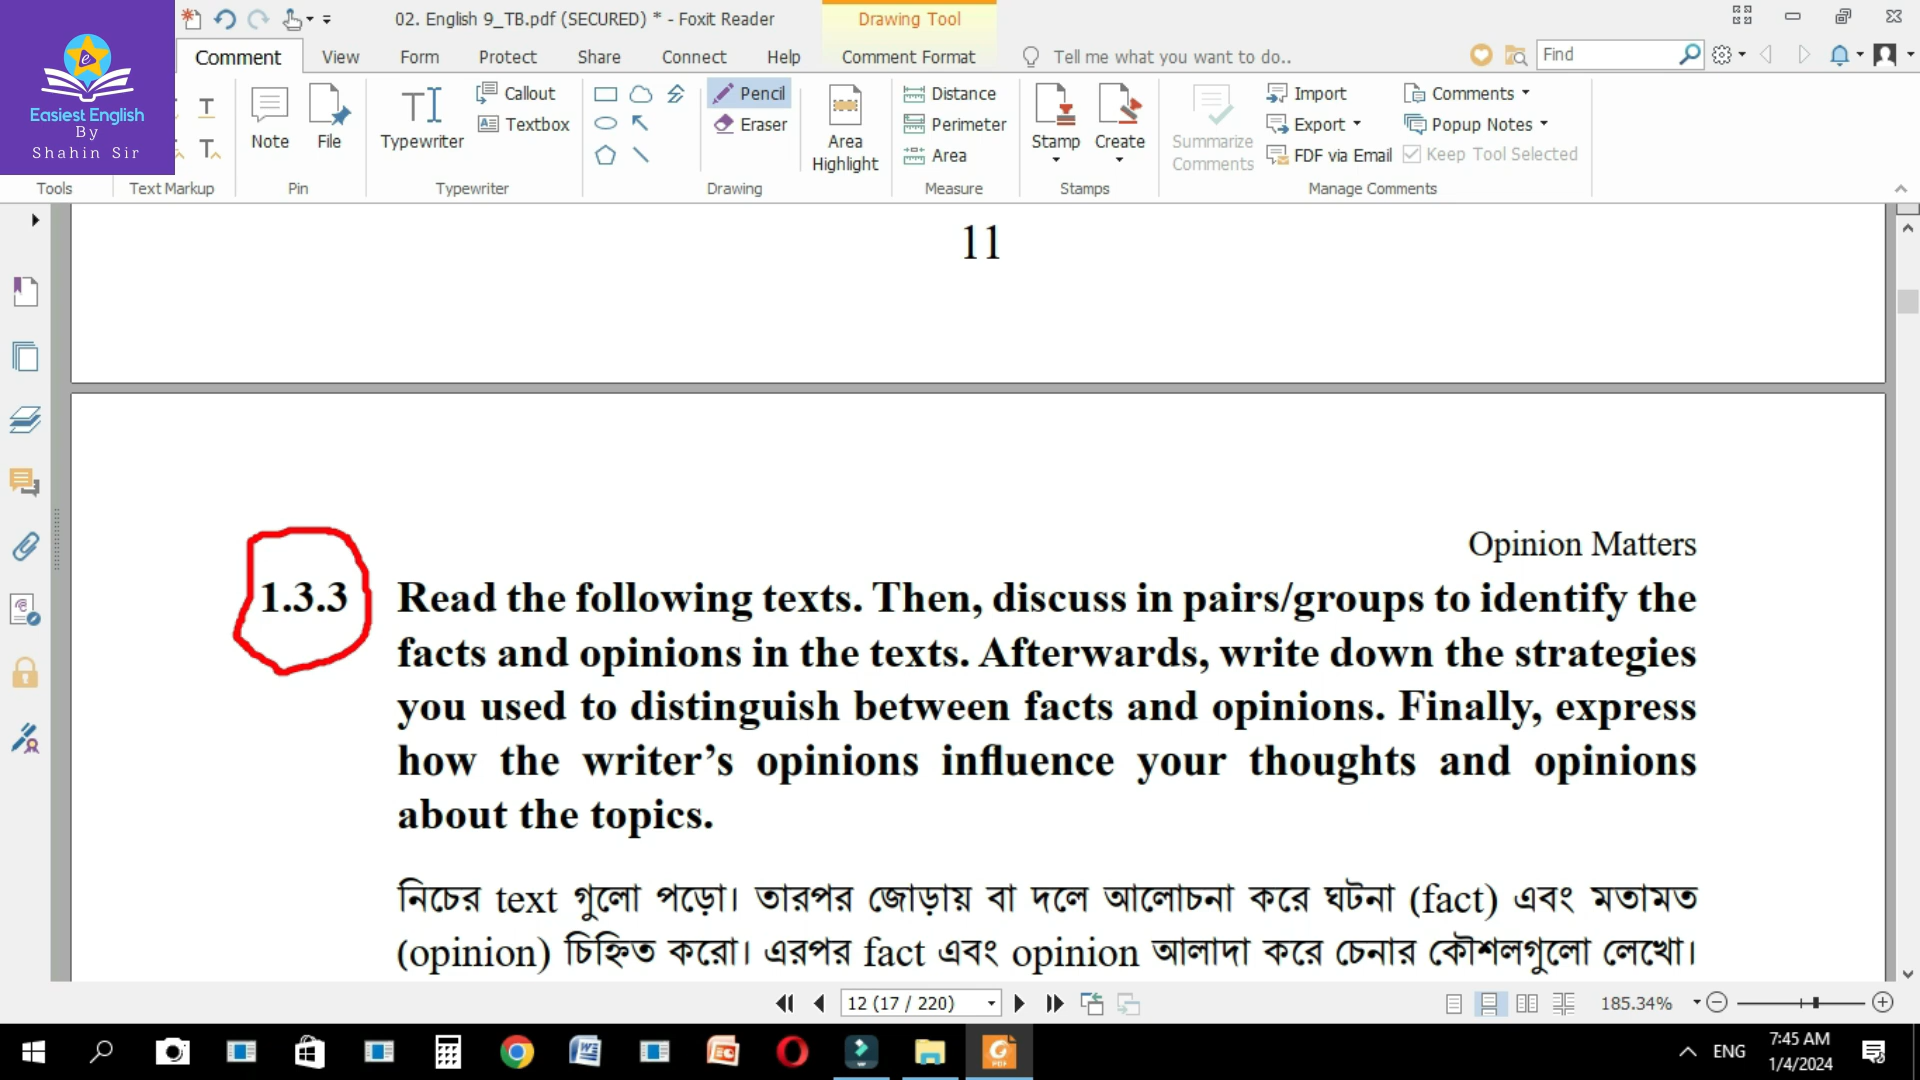 02. English 9_TB.pdf (SECURED) * - Foxit Reader
Drawing Tool
Comment View Form Protect Share Connect Help Comment Format Tell me what you want to do.. Find
Easiest English
By
Shahin Sir
Note File Typewriter Callout Textbox Pencil Eraser Area Highlight Distance Perimeter Area Stamp Create Summarize Comments Import Export FDF via Email Comments Popup Notes Keep Tool Selected
Tools Text Markup Pin Typewriter Drawing Measure Stamps Manage Comments
11
Opinion Matters
1.3.3 Read the following texts. Then, discuss in pairs/groups to identify the
facts and opinions in the texts. Afterwards, write down the strategies
you used to distinguish between facts and opinions. Finally, express
how the writer’s opinions influence your thoughts and opinions
about the topics.
নিচের text গুলো পড়ো। তারপর জোড়ায় বা দলে আলোচনা করে ঘটনা (fact) এবং মতামত
(opinion) চিহ্নিত করো। এরপর fact এবং opinion আলাদা করে চেনার কৌশলগুলো লেখো।
12 (17 / 220)
185.34%
ENG
7:45 AM
1/4/2024